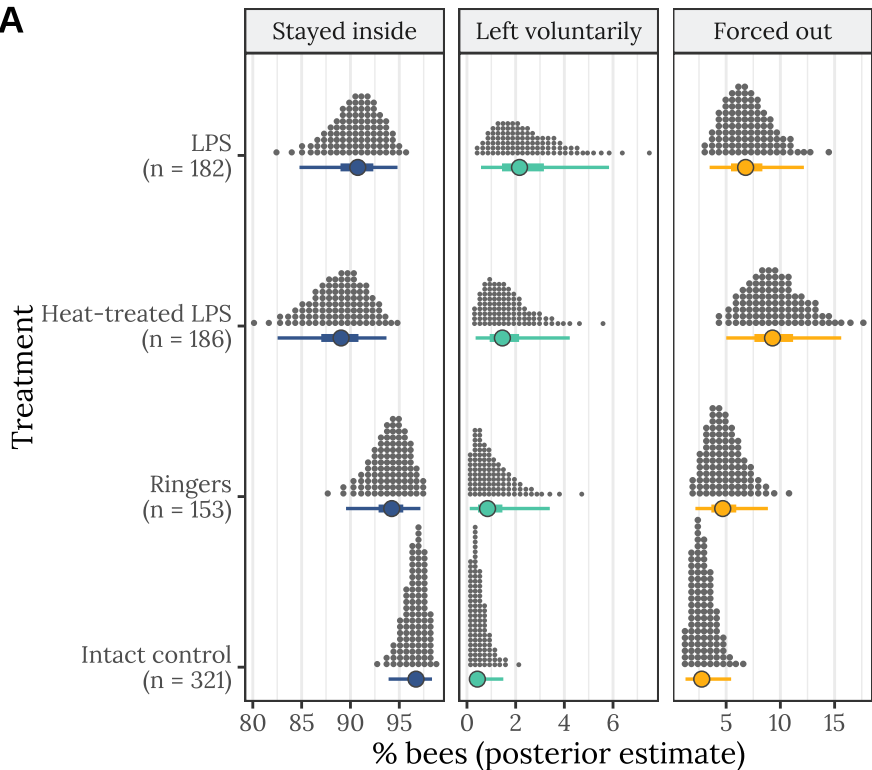 A
Stayed inside Left voluntarily Forced out
LPS
(n = 182)
Heat-treated LPS
(n = 186)
Ringers
(n = 153)
Intact control
(n = 321)
Treatment
80 85 90 95 0 2 4 6 5 10 15
% bees (posterior estimate)